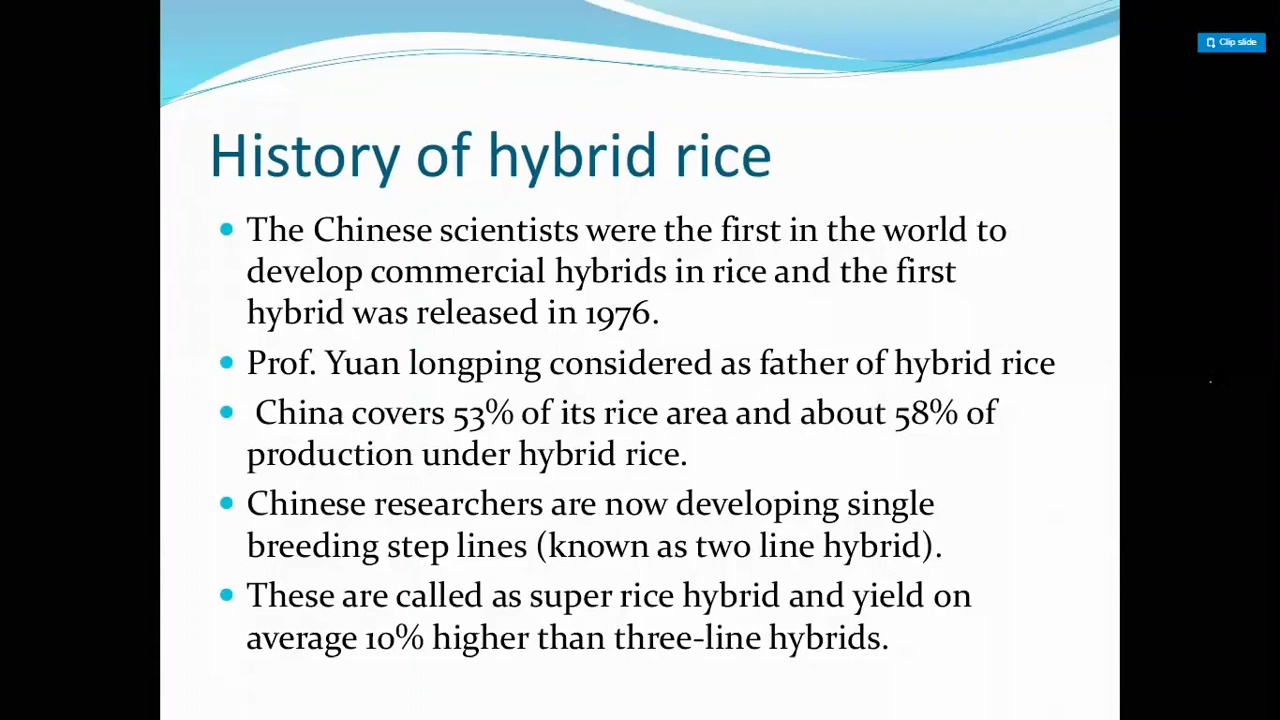 Clip slide
History of hybrid rice
The Chinese scientists were the first in the world to
develop commercial hybrids in rice and the first
hybrid was released in 1976.
Prof. Yuan longping considered as father of hybrid rice
China covers 53% of its rice area and about 58% of
production under hybrid rice.
Chinese researchers are now developing single
breeding step lines (known as two line hybrid).
These are called as super rice hybrid and yield on
average 10% higher than three-line hybrids.